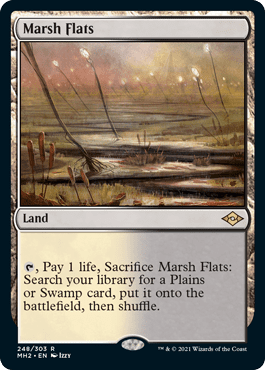 Marsh Flats
Land
, Pay 1 life, Sacrifice Marsh Flats:
Search your library for a Plains
or Swamp card, put it onto the
battlefield, then shuffle.
248/303 R
MH2 • EN Izzy
™ & © 2021 Wizards of the Coast